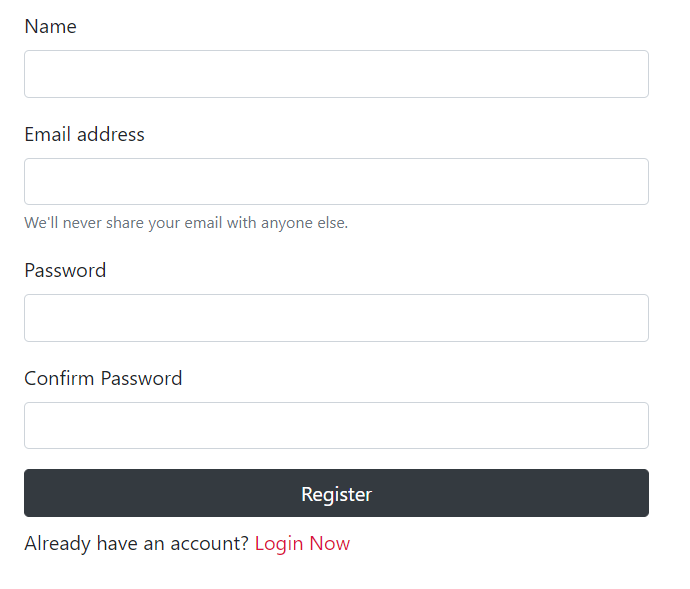 Name
Email address
We'll never share your email with anyone else.
Password
Confirm Password
Register
Already have an account? Login Now